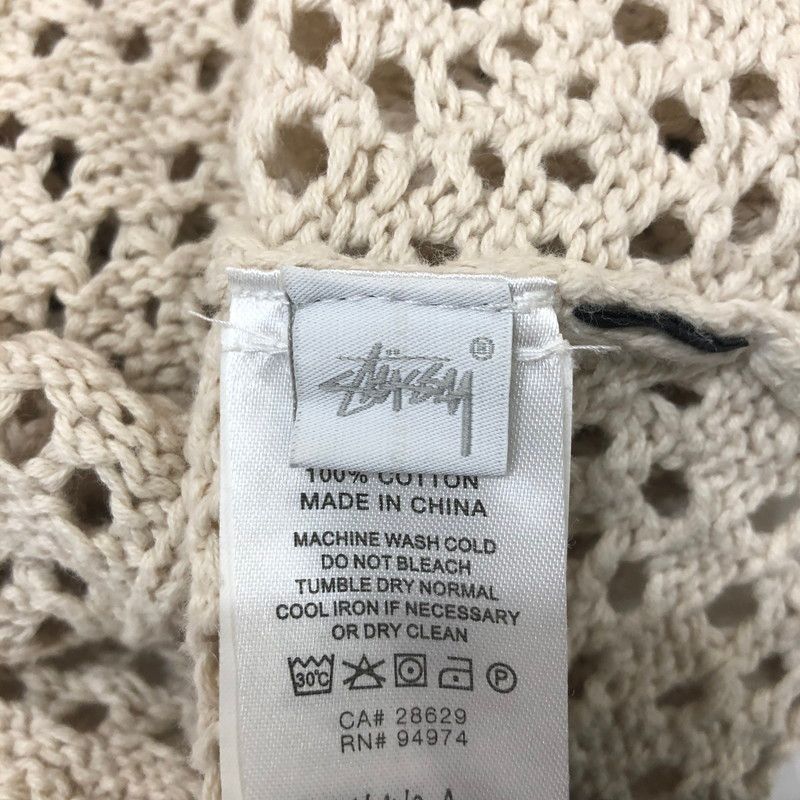 STÜSSY ®
100% COTTON
MADE IN CHINA
MACHINE WASH COLD
DO NOT BLEACH
TUMBLE DRY NORMAL
COOL IRON IF NECESSARY
OR DRY CLEAN
30°C P
CA# 28629
RN# 94974